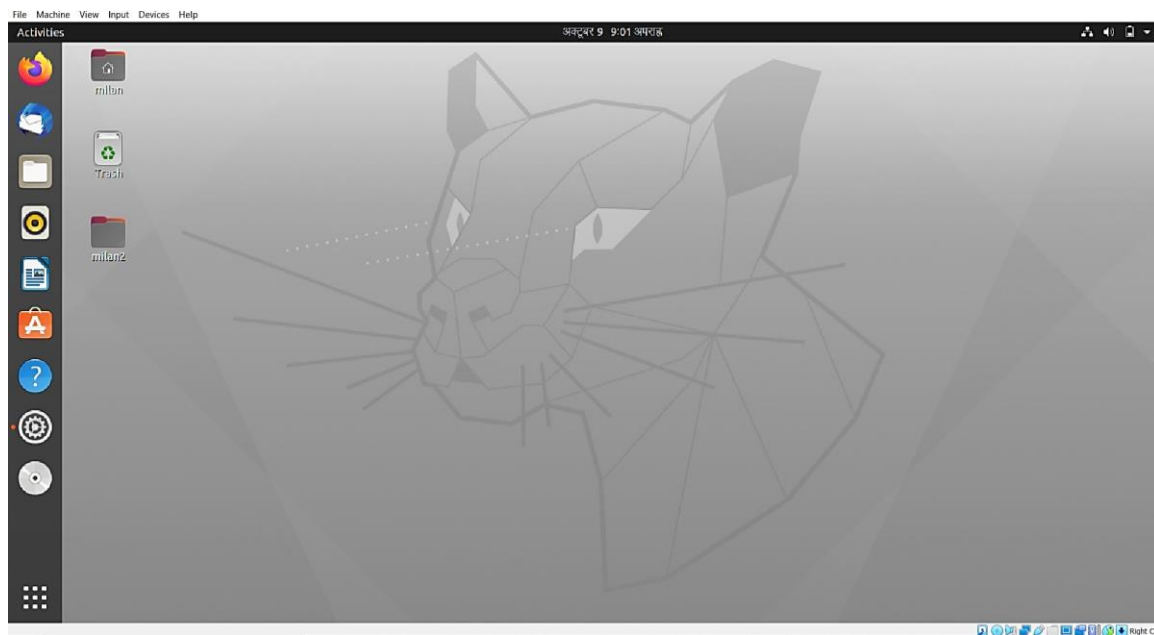 File Machine View Input Devices Help
Activities
अक्टूबर 9 9:01 अपराह्न
milan
Trash
milan2
Right C